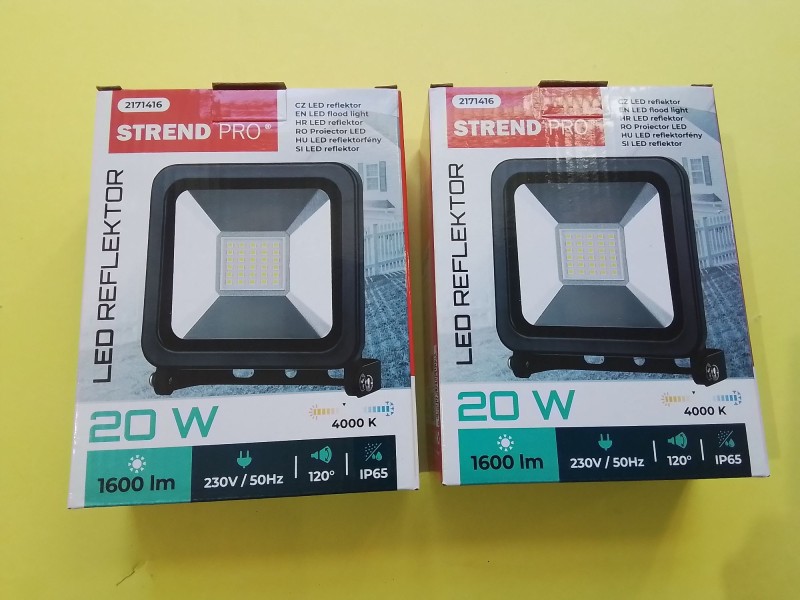 2171416
STREND PRO®
CZ LED reflektor
EN LED flood light
HR LED reflektor
RO Proiector LED
HU LED reflektorfény
SI LED reflektor
LED REFLEKTOR
20 W
4000 K
1600 lm
230V / 50Hz
120°
IP65
2171416
STREND PRO
CZ LED reflektor
EN LED flood light
HR LED reflektor
RO Proiector LED
HU LED reflektorfény
SI LED reflektor
LED REFLEKTOR
20 W
4000 K
1600 lm
230V / 50Hz
120°
IP65